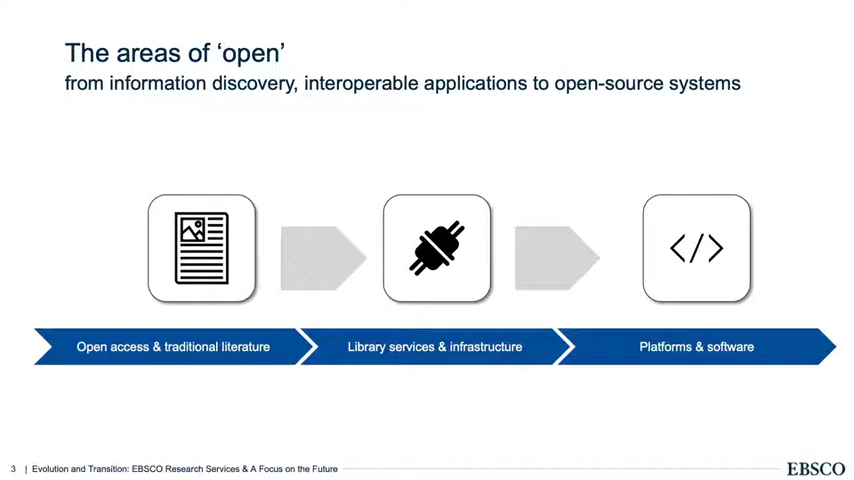 The areas of ‘open’
from information discovery, interoperable applications to open-source systems
</>
Open access & traditional literature
Library services & infrastructure
Platforms & software
3 | Evolution and Transition: EBSCO Research Services & A Focus on the Future
EBSCO